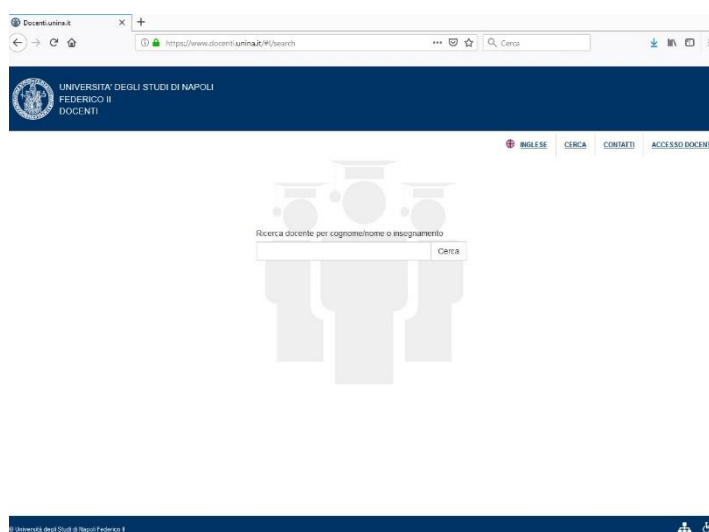 Docenti.unina.it
https://www.docenti.unina.it/#!/search
Cerca
UNIVERSITA' DEGLI STUDI DI NAPOLI
FEDERICO II
DOCENTI
INGLESE CERCA CONTATTI ACCESSO DOCENT
Ricerca docente per cognome/nome o insegnamento
Cerca
© Università degli Studi di Napoli Federico II